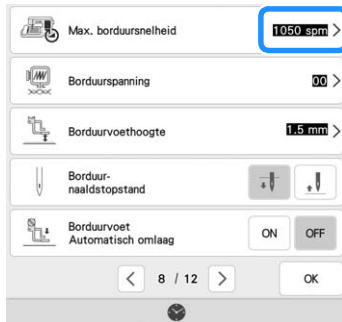 Max. borduursnelheid
1050 spm >
Borduurspanning
00 >
Borduurvoethoogte
1.5 mm >
Borduur-
naaldstopstand
Borduurvoet
Automatisch omlaag
ON
OFF
< 8 / 12 >
OK